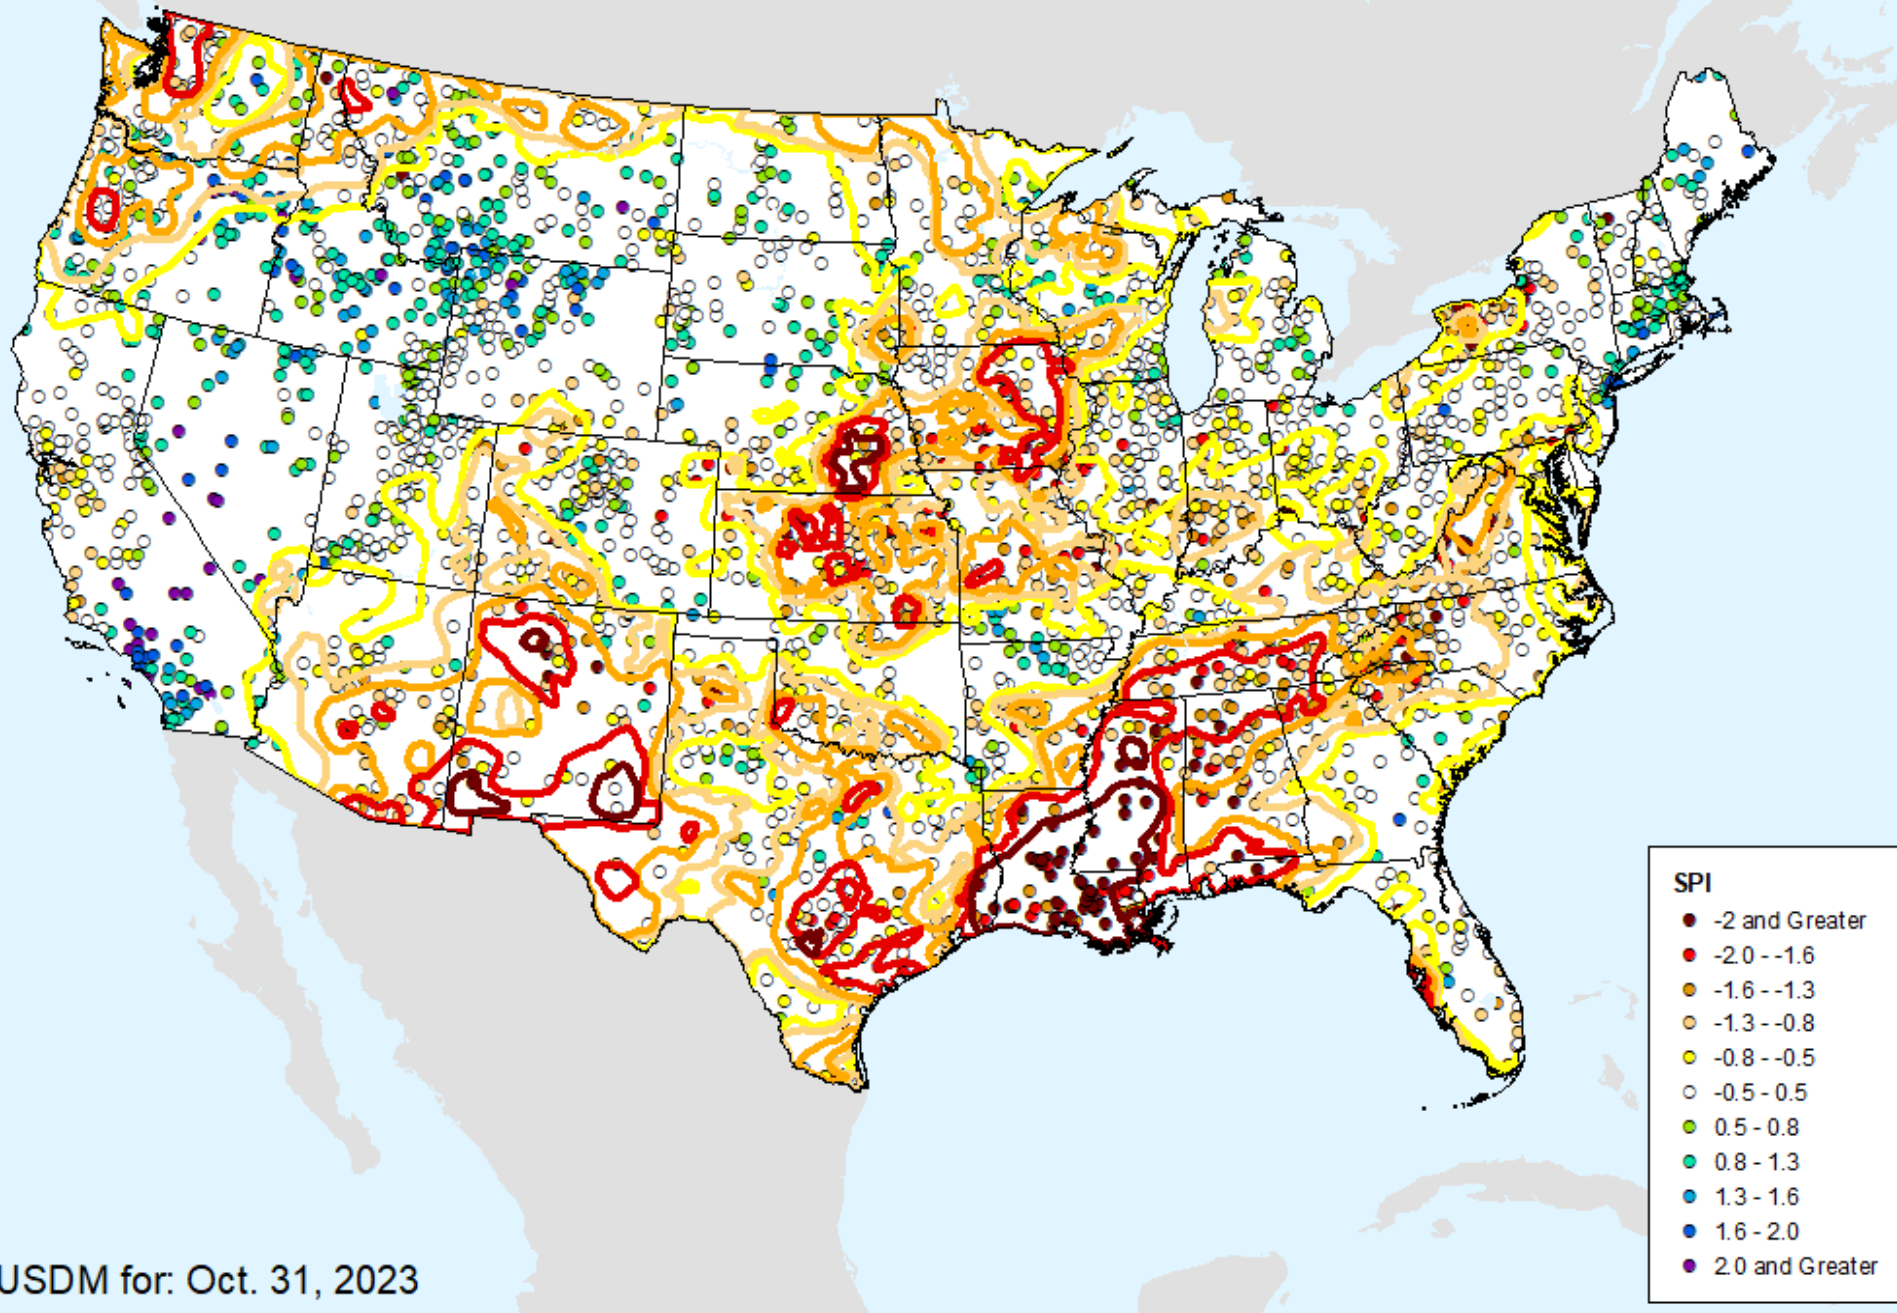 SPI
-2 and Greater
-2.0 - -1.6
-1.6 - -1.3
-1.3 - -0.8
-0.8 - -0.5
-0.5 - 0.5
0.5 - 0.8
0.8 - 1.3
1.3 - 1.6
1.6 - 2.0
2.0 and Greater
USDM for: Oct. 31, 2023